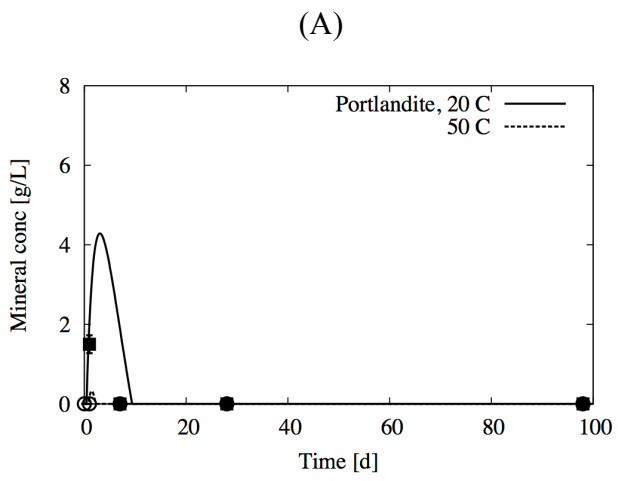 (A)
8
Portlandite, 20 C
50 C
6
4
2
0
0 20 40 60 80 100
Mineral conc [g/L]
Time [d]